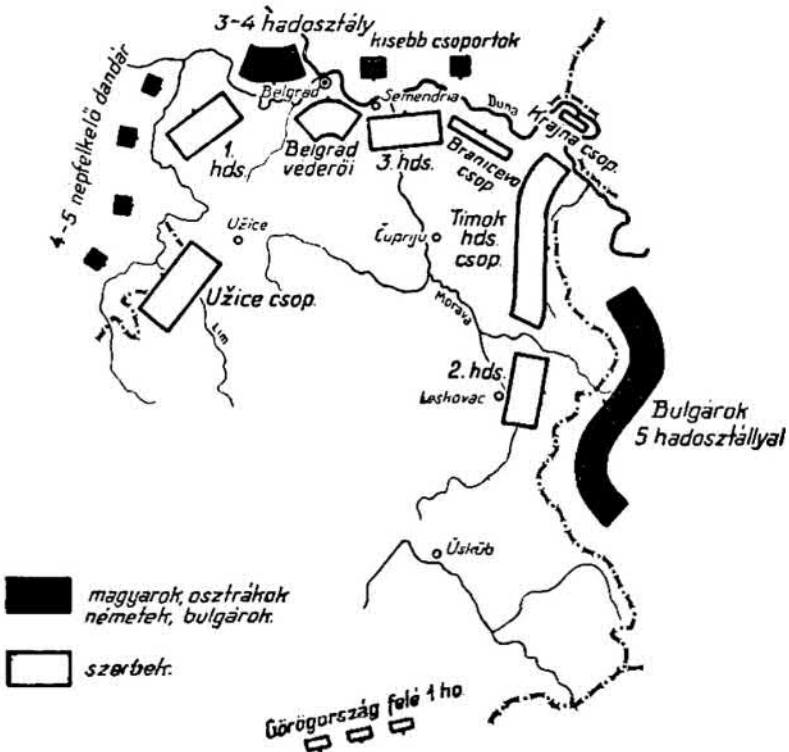 3-4 hadosztály
kisebb csoportok
4-5 népfelkelő dandár
Belgrad
Semendria
Duna
Krajna csop.
1.
hds.
Belgrad
véderői
3. hds.
Branicevo
csop
Timok
hds.
csop.
Užice
Čuprija
Užice csop.
Lim
Morava
2. hds.
Leskovac
Bulgárok
5 hadosztállyal
Üsküb
magyarok, osztrákok
németek, bulgárok.
szerbek.
Görögország felé 1 ho.